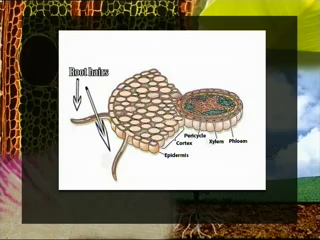 Root hairs
Pericycle
Cortex
Xylem
Phloem
Epidermis